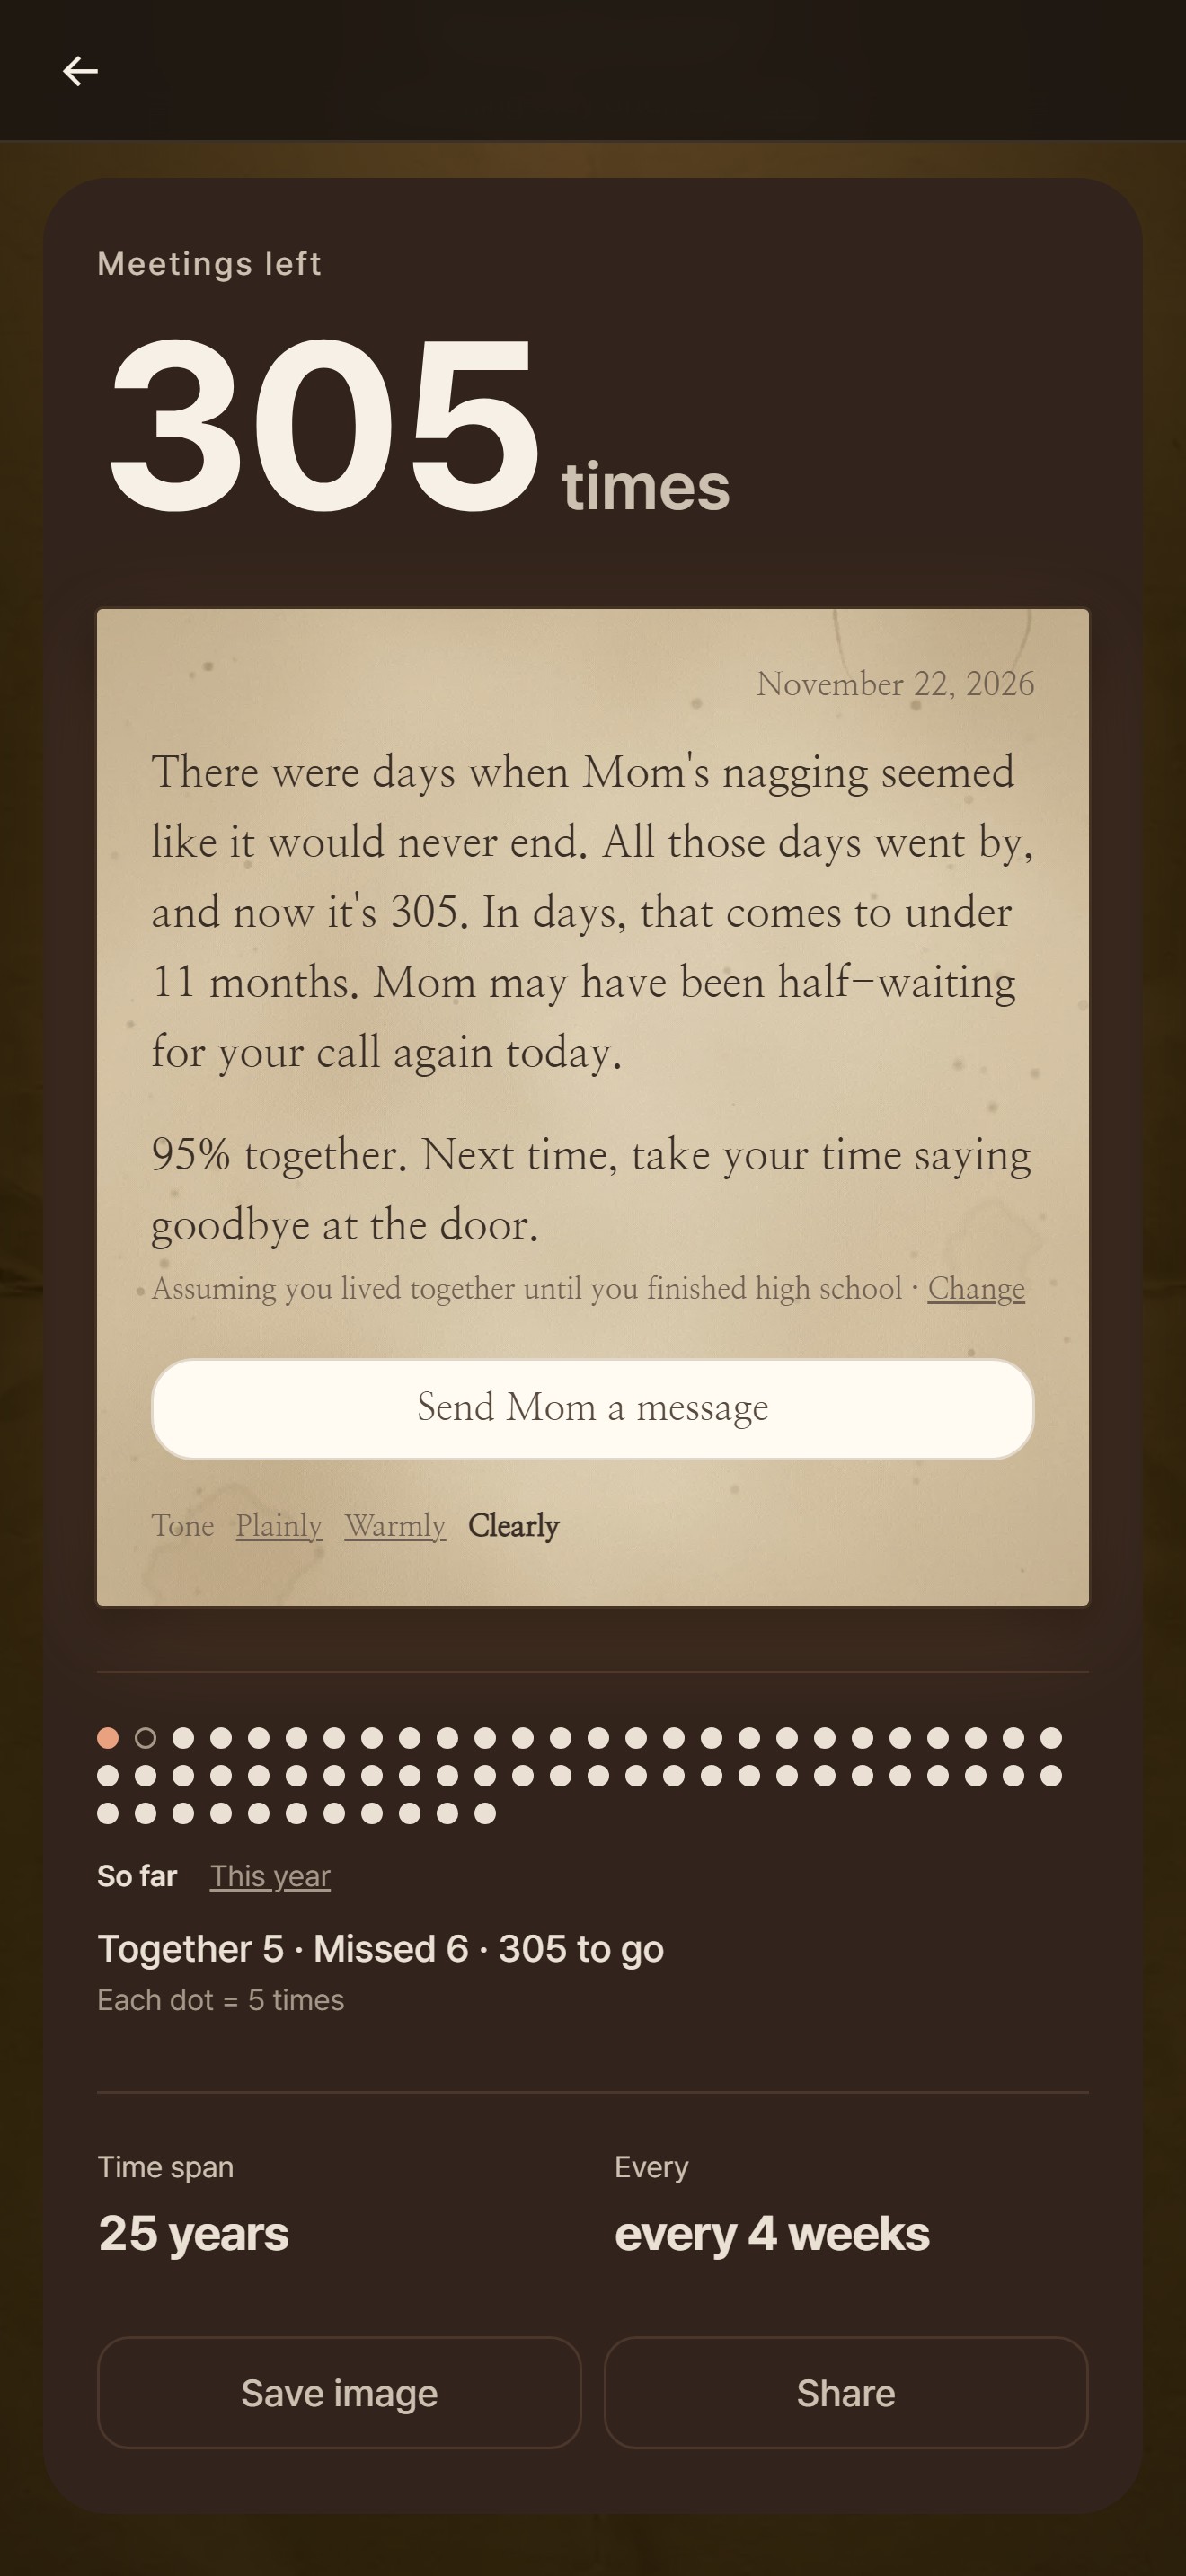 Meetings left
305 times
November 22, 2026
There were days when Mom's nagging seemed
like it would never end. All those days went by,
and now it's 305. In days, that comes to under
11 months. Mom may have been half-waiting
for your call again today.
95% together. Next time, take your time saying
goodbye at the door.
Assuming you lived together until you finished high school · Change
Send Mom a message
Tone Plainly Warmly Clearly
So far This year
Together 5 · Missed 6 · 305 to go
Each dot = 5 times
Time span Every
25 years every 4 weeks
Save image Share